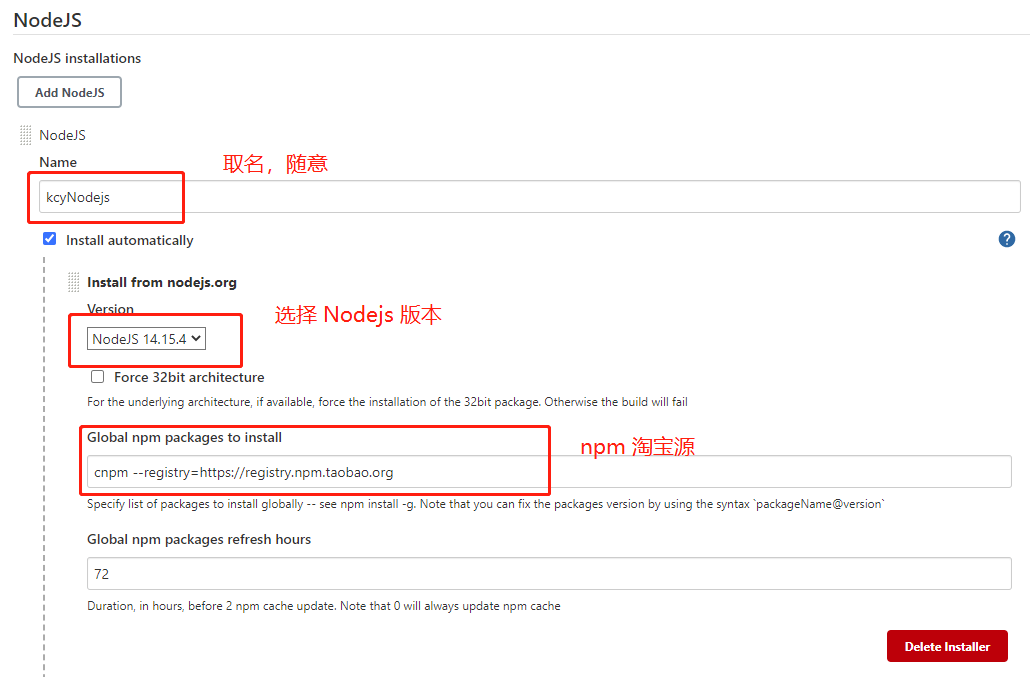 NodeJS
NodeJS installations
Add NodeJS
NodeJS
Name
取名，随意
kcyNodejs
Install automatically
?
Install from nodejs.org
Version
选择 Nodejs 版本
NodeJS 14.15.4
Force 32bit architecture
For the underlying architecture, if available, force the installation of the 32bit package. Otherwise the build will fail
Global npm packages to install
npm 淘宝源
cnpm --registry=https://registry.npm.taobao.org
Specify list of packages to install globally -- see npm install -g. Note that you can fix the packages version by using the syntax `packageName@version`
Global npm packages refresh hours
72
Duration, in hours, before 2 npm cache update. Note that 0 will always update npm cache
Delete Installer